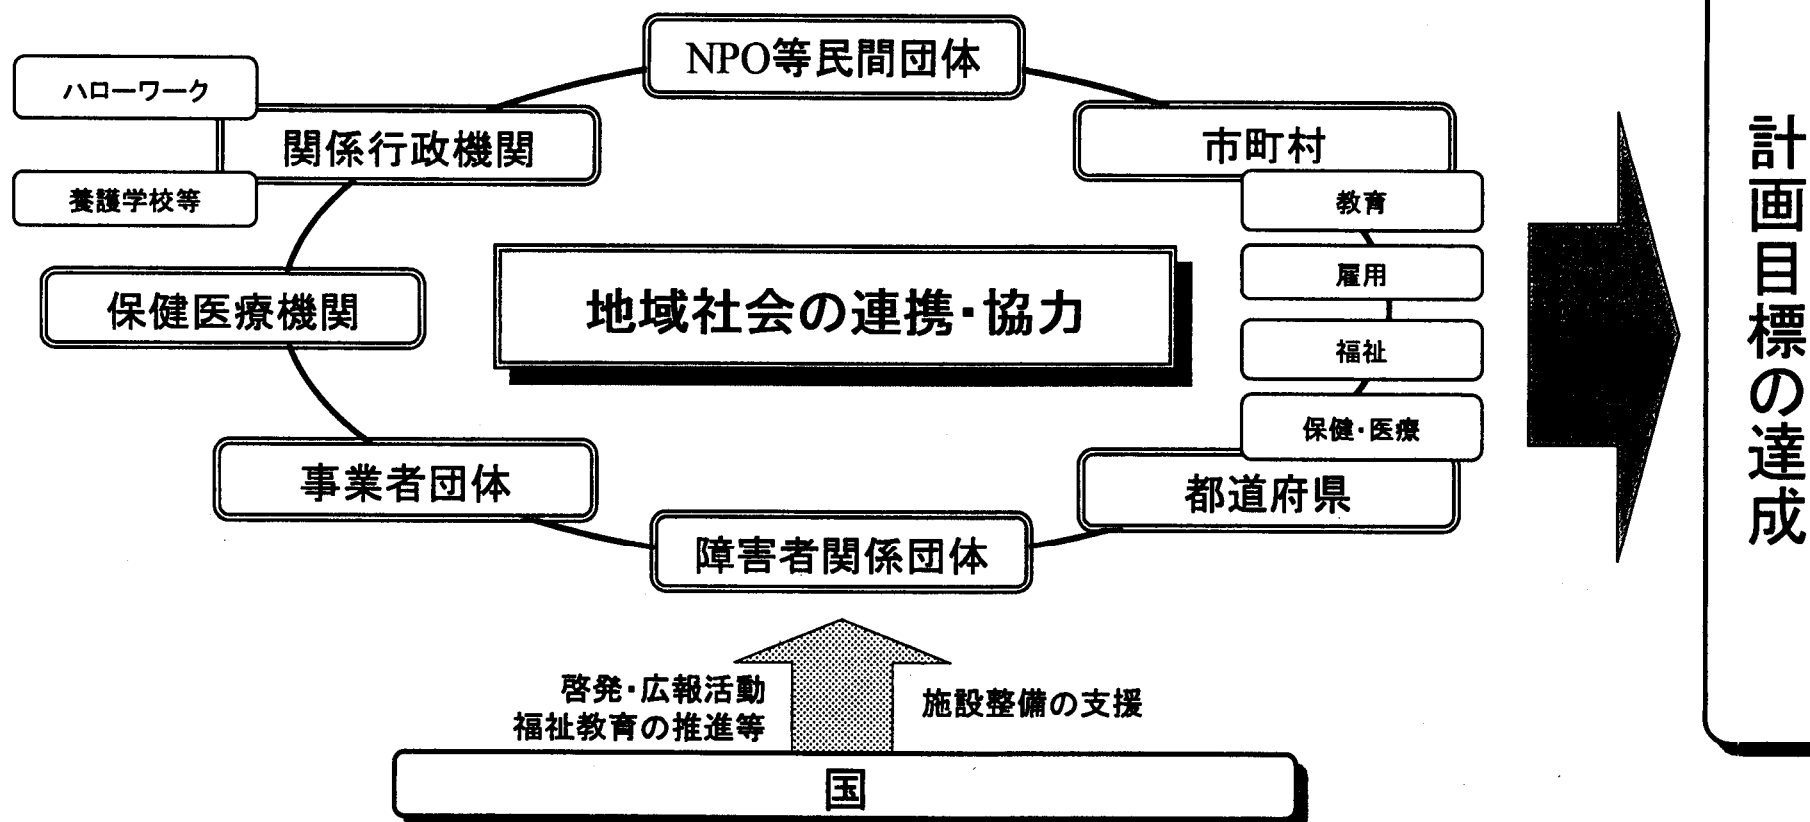 NPO等民間団体
ハローワーク
関係行政機関
養護学校等
市町村
教育
雇用
福祉
保健・医療
都道府県
保健医療機関
地域社会の連携・協力
事業者団体
障害者関係団体
計画目標の達成
啓発・広報活動
福祉教育の推進等
施設整備の支援
国